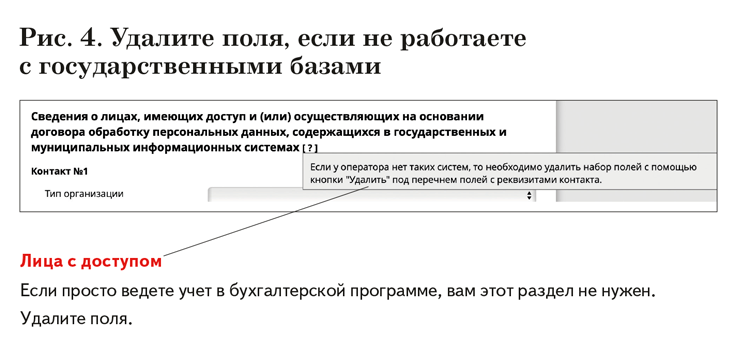 Рис. 4. Удалите поля, если не работаете
с государственными базами
Сведения о лицах, имеющих доступ и (или) осуществляющих на основании
договора обработку персональных данных, содержащихся в государственных и
муниципальных информационных системах [ ? ]
Если у оператора нет таких систем, то необходимо удалить набор полей с помощью
кнопки "Удалить" под перечнем полей с реквизитами контакта.
Контакт №1
Тип организации
Лица с доступом
Если просто ведете учет в бухгалтерской программе, вам этот раздел не нужен.
Удалите поля.